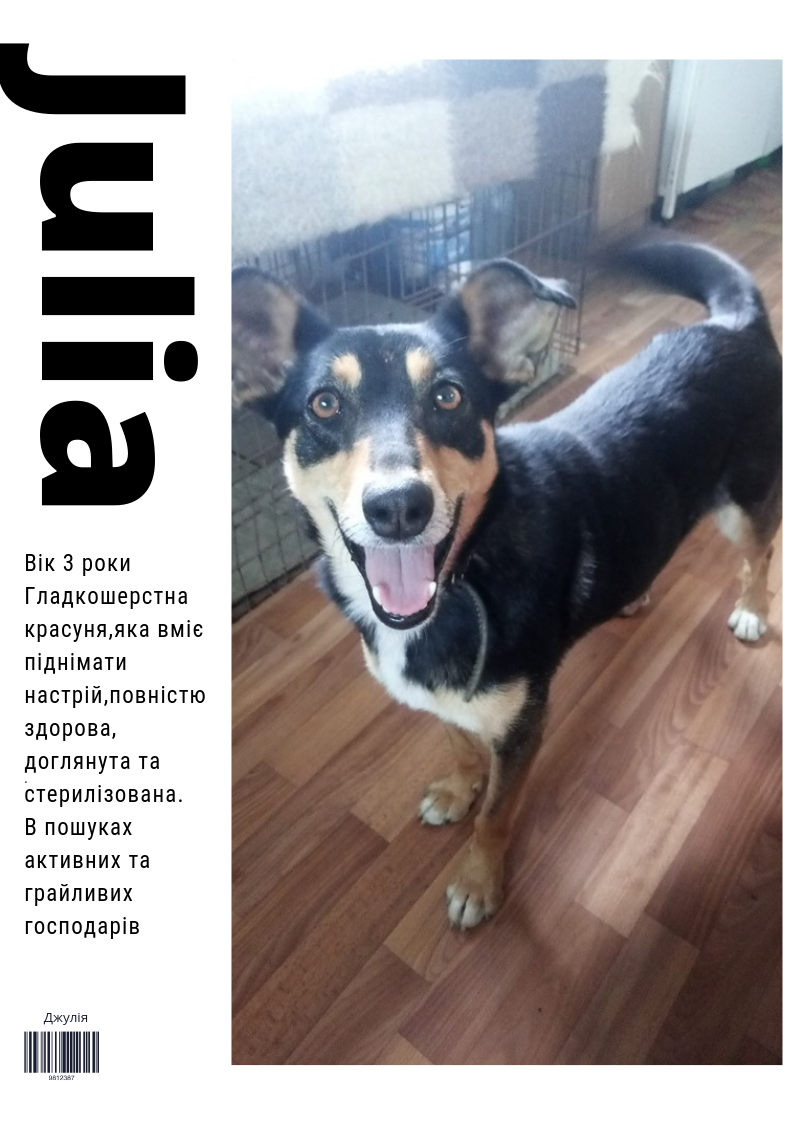 Julia
Вік 3 роки
Гладкошерстна
красуня,яка вміє
піднімати
настрій,повністю
здорова,
доглянута та
стерилізована.
В пошуках
активних та
грайливих
господарів
Джулія
9812387